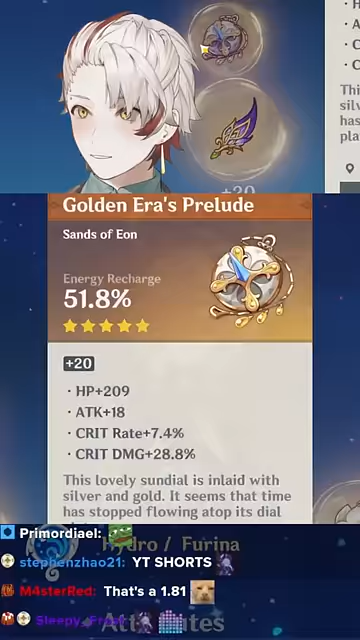 +20
Golden Era's Prelude
Sands of Eon
Energy Recharge
51.8%
+20
· HP+209
· ATK+18
· CRIT Rate+7.4%
· CRIT DMG+28.8%
This lovely sundial is inlaid with
silver and gold. It seems that time
has stopped flowing atop its dial
Primordiael:
Hydro / Furina
stephenzhao21: YT SHORTS
M4sterRed: That's a 1.81